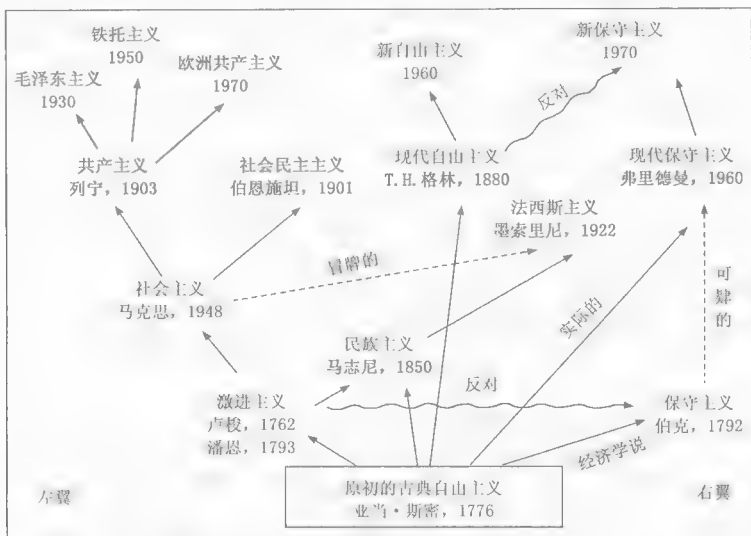 铁托主义
1950
毛泽东主义
1930
欧洲共产主义
1970
新自由主义
1960
新保守主义
1970
反对
共产主义
列宁，1903
社会民主主义
伯恩施坦，1901
现代自由主义
T.H.格林，1880
现代保守主义
弗里德曼，1960
法西斯主义
墨索里尼，1922
冒牌的
社会主义
马克思，1948
实际的
可肆的
民族主义
马志尼，1850
激进主义
卢梭，1762
潘恩，1793
反对
保守主义
伯克，1792
经济学说
左翼
原初的古典自由主义
亚当·斯密，1776
右翼